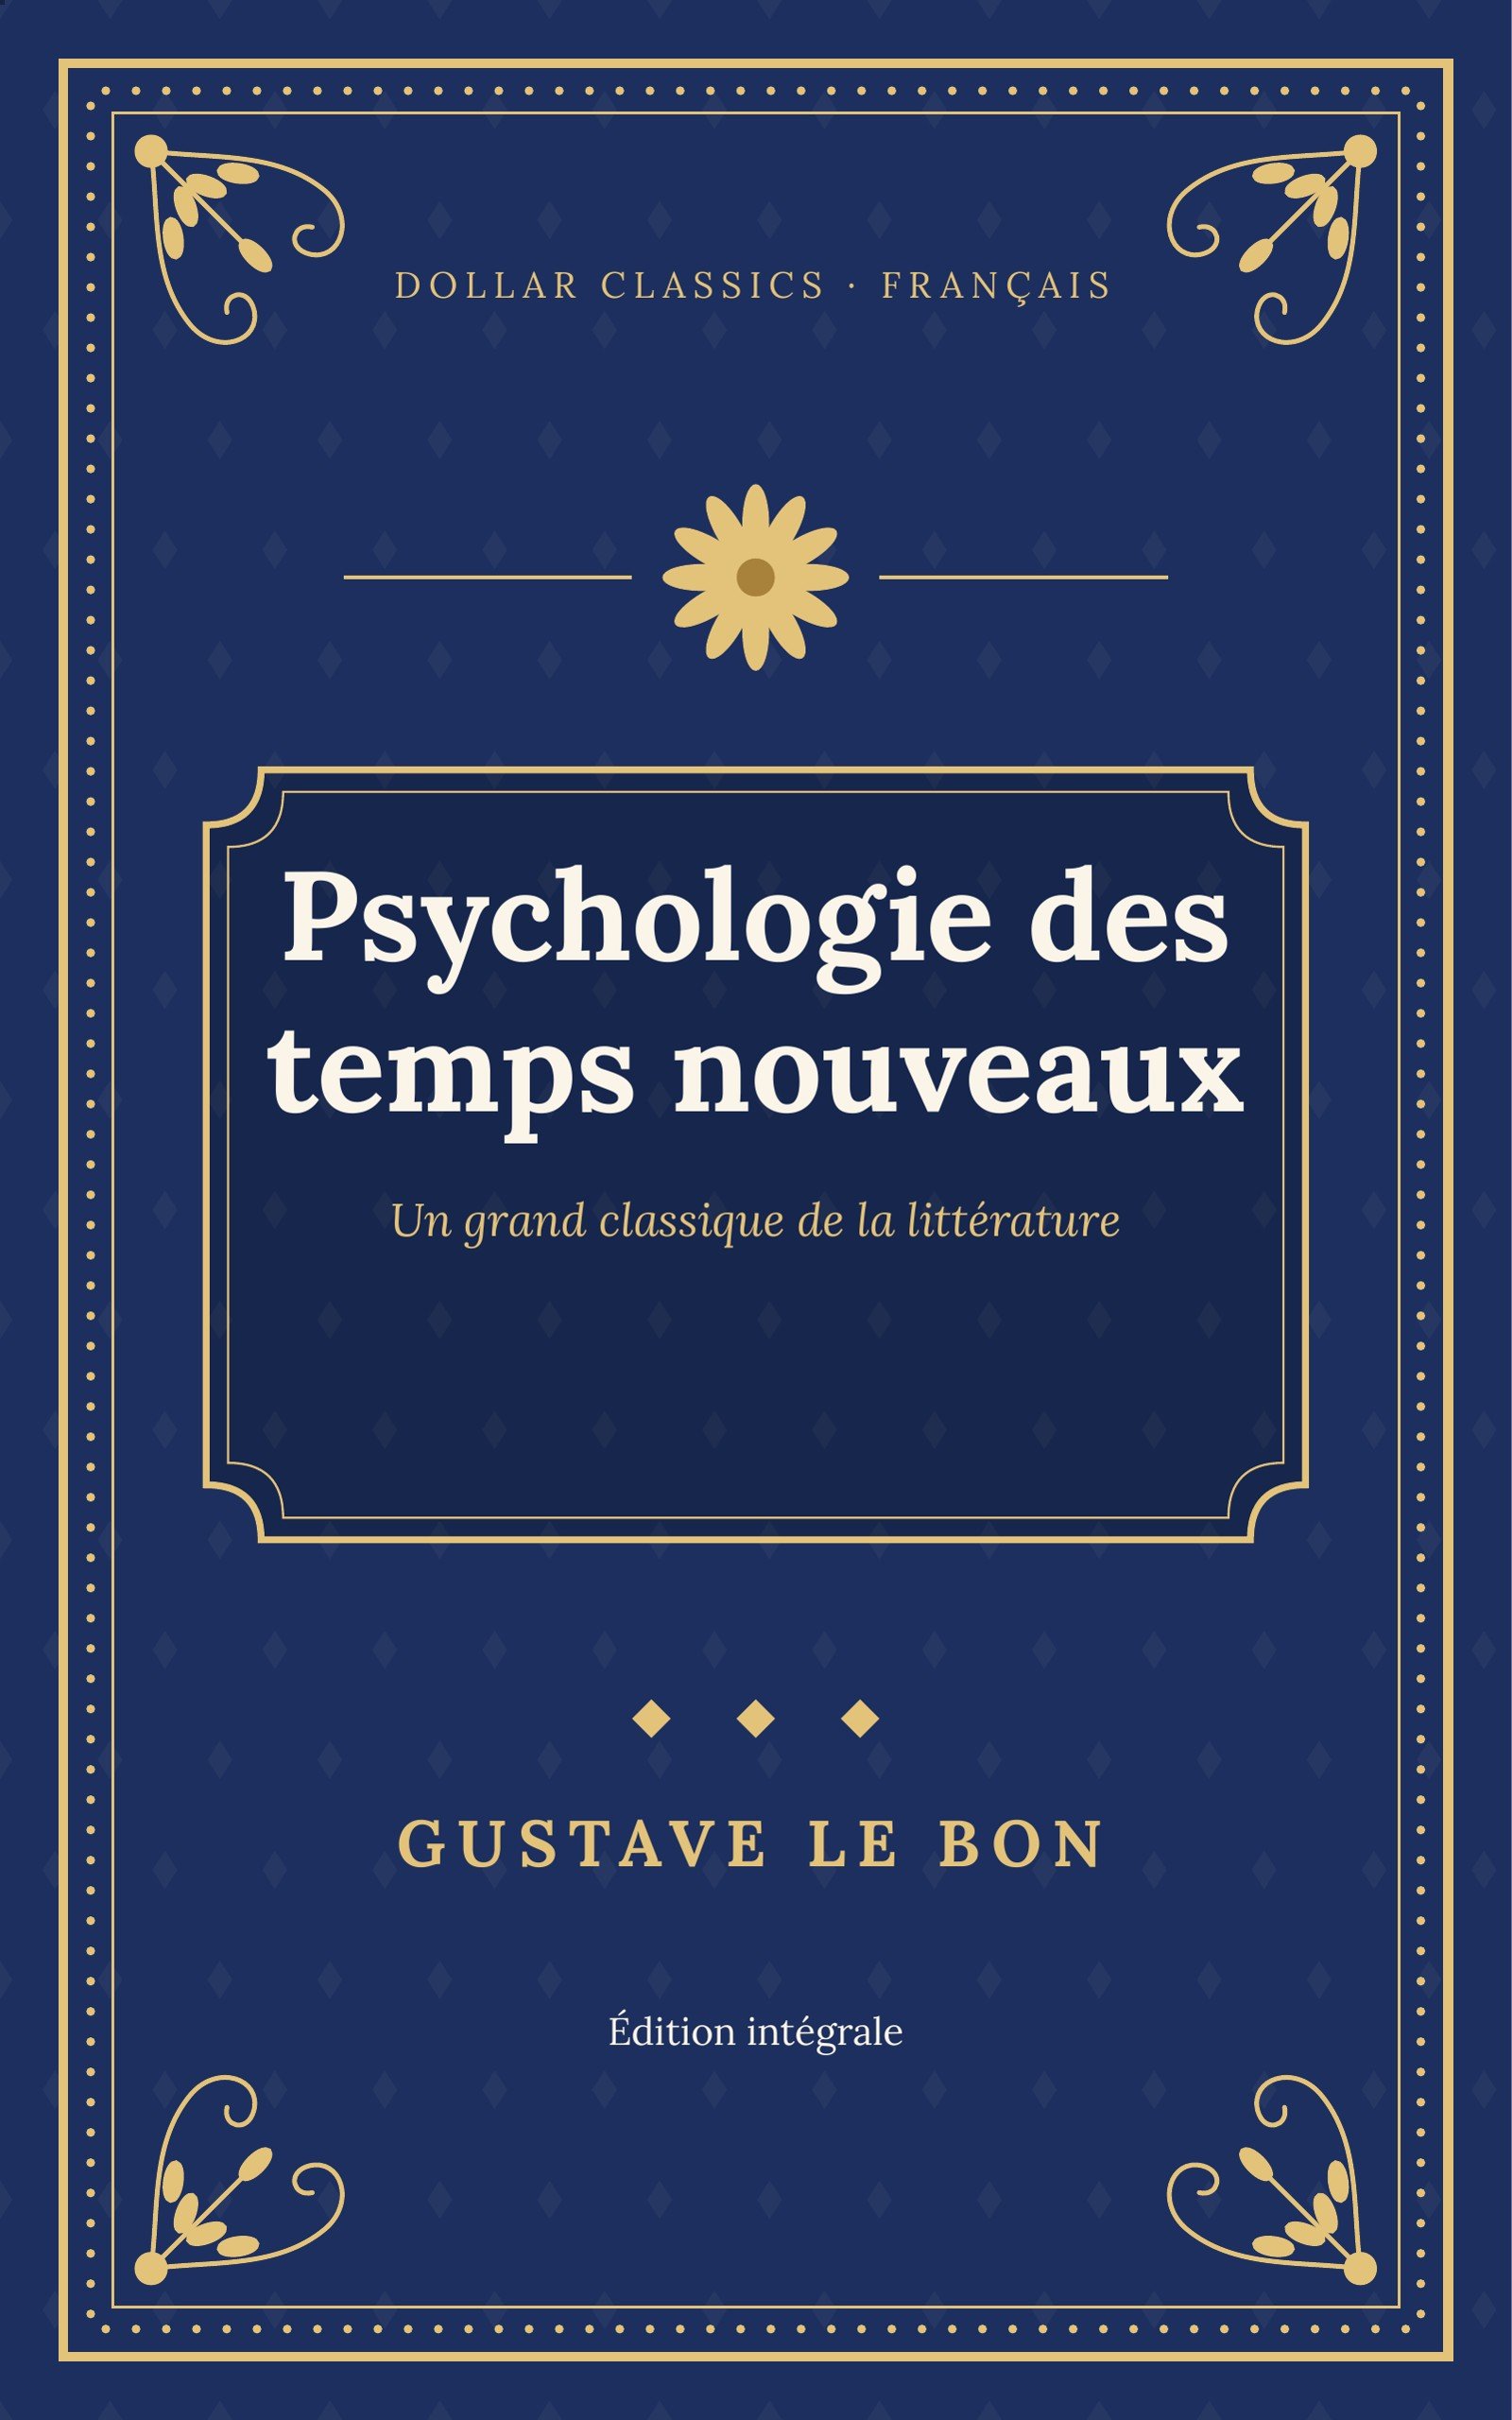 DOLLAR CLASSICS · FRANÇAIS
Psychologie des
temps nouveaux
Un grand classique de la littérature
GUSTAVE LE BON
Édition intégrale